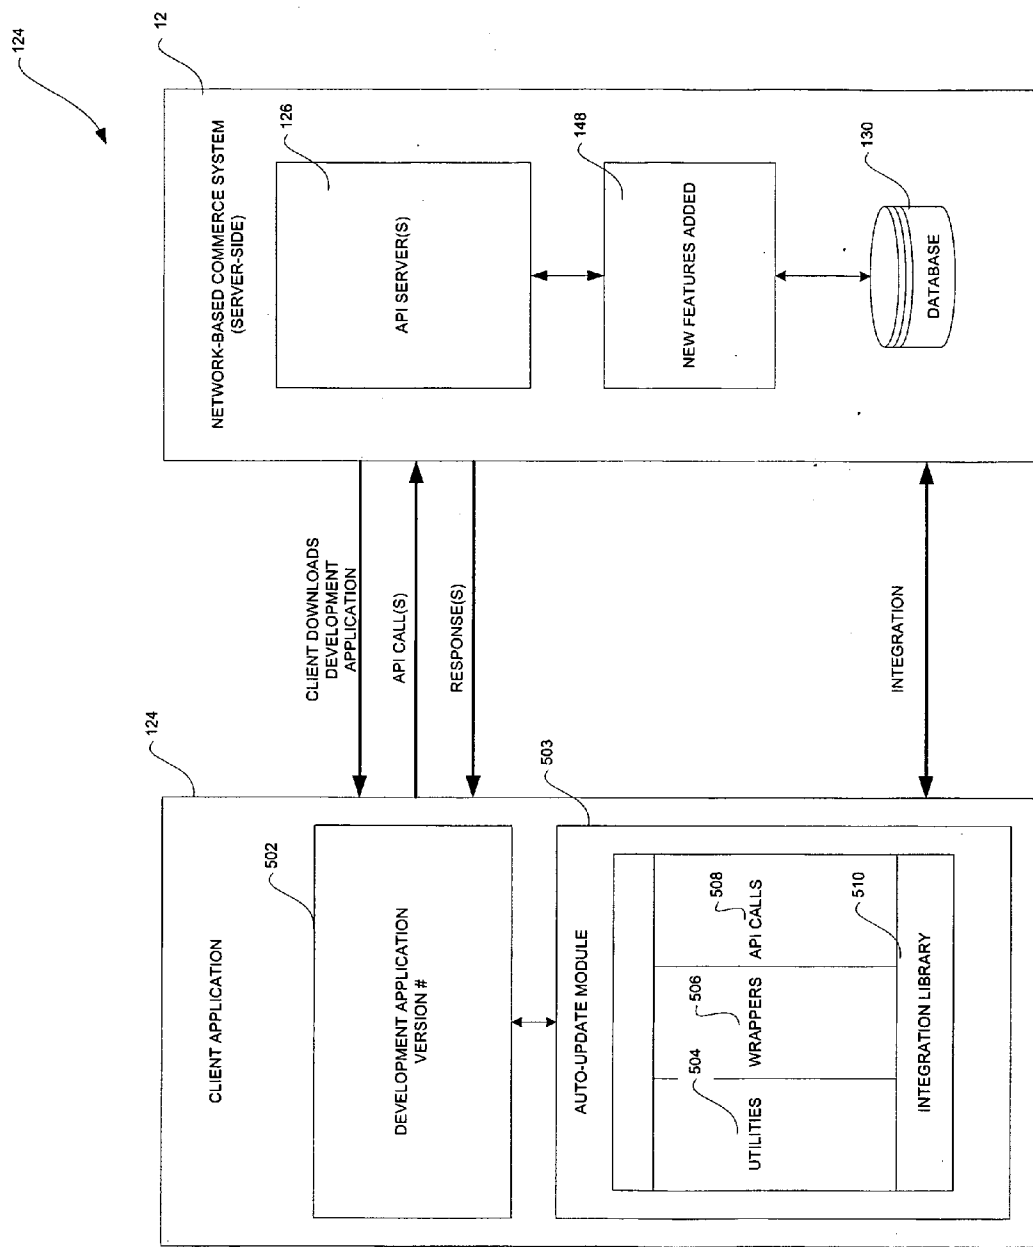 124
CLIENT APPLICATION
124
502
DEVELOPMENT APPLICATION
VERSION #
503
AUTO-UPDATE MODULE
504
UTILITIES
506
WRAPPERS
508
API CALLS
510
INTEGRATION LIBRARY
CLIENT DOWNLOADS
DEVELOPMENT
APPLICATION
API CALL(S)
RESPONSE(S)
INTEGRATION
12
NETWORK-BASED COMMERCE SYSTEM
(SERVER-SIDE)
126
API SERVER(S)
148
NEW FEATURES ADDED
130
DATABASE